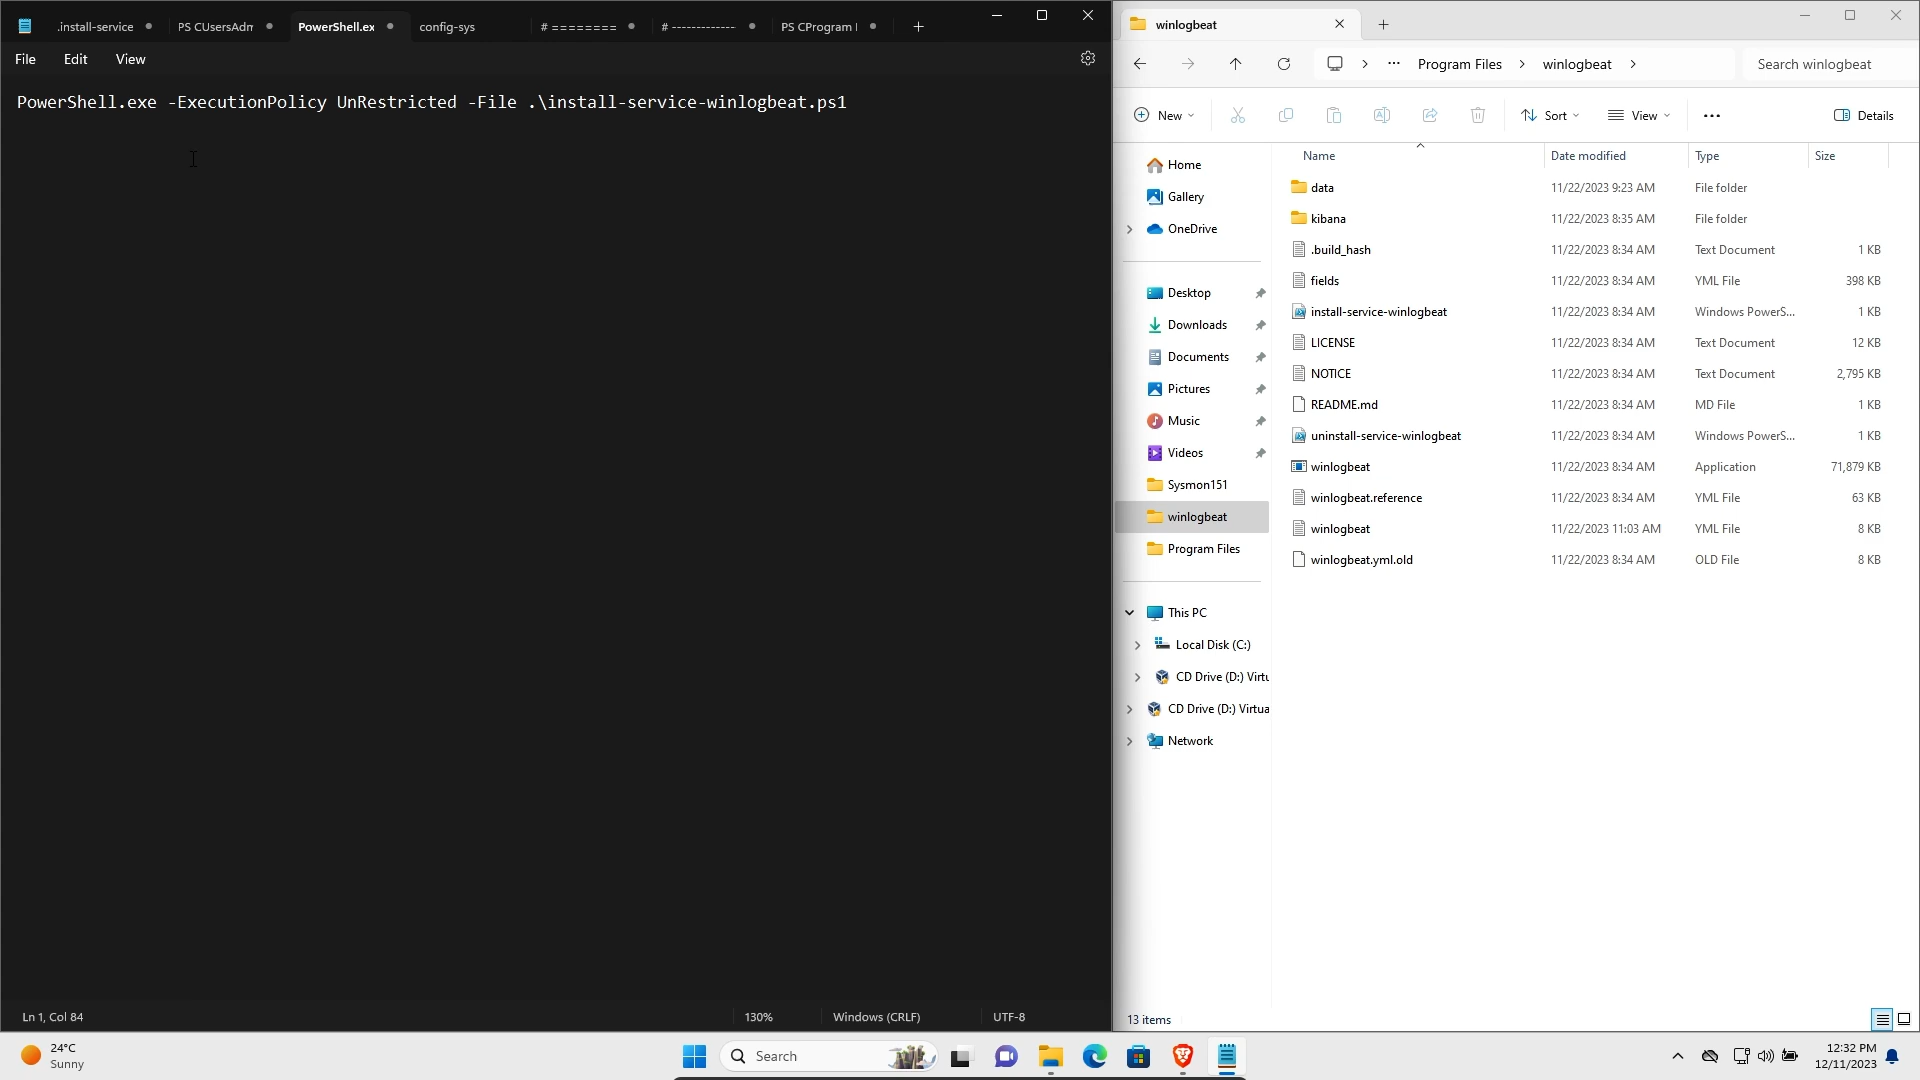 .install-service
PS CUsersAdm
PowerShell.ex
config-sys
# ========
# -------------
PS CProgram
File Edit View
PowerShell.exe -ExecutionPolicy UnRestricted -File .\install-service-winlogbeat.ps1
Ln 1, Col 84
130%
Windows (CRLF)
UTF-8
winlogbeat
Program Files
winlogbeat
Search winlogbeat
New
Sort
View
Details
Home
Gallery
OneDrive
Desktop
Downloads
Documents
Pictures
Music
Videos
Sysmon151
winlogbeat
Program Files
This PC
Local Disk (C:)
CD Drive (D:) Virtu
CD Drive (D:) Virtua
Network
Name Date modified Type Size
data 11/22/2023 9:23 AM File folder
kibana 11/22/2023 8:35 AM File folder
.build_hash 11/22/2023 8:34 AM Text Document 1 KB
fields 11/22/2023 8:34 AM YML File 398 KB
install-service-winlogbeat 11/22/2023 8:34 AM Windows PowerS... 1 KB
LICENSE 11/22/2023 8:34 AM Text Document 12 KB
NOTICE 11/22/2023 8:34 AM Text Document 2,795 KB
README.md 11/22/2023 8:34 AM MD File 1 KB
uninstall-service-winlogbeat 11/22/2023 8:34 AM Windows PowerS... 1 KB
winlogbeat 11/22/2023 8:34 AM Application 71,879 KB
winlogbeat.reference 11/22/2023 8:34 AM YML File 63 KB
winlogbeat 11/22/2023 11:03 AM YML File 8 KB
winlogbeat.yml.old 11/22/2023 8:34 AM OLD File 8 KB
13 items
24°C
Sunny
Search
12:32 PM
12/11/2023